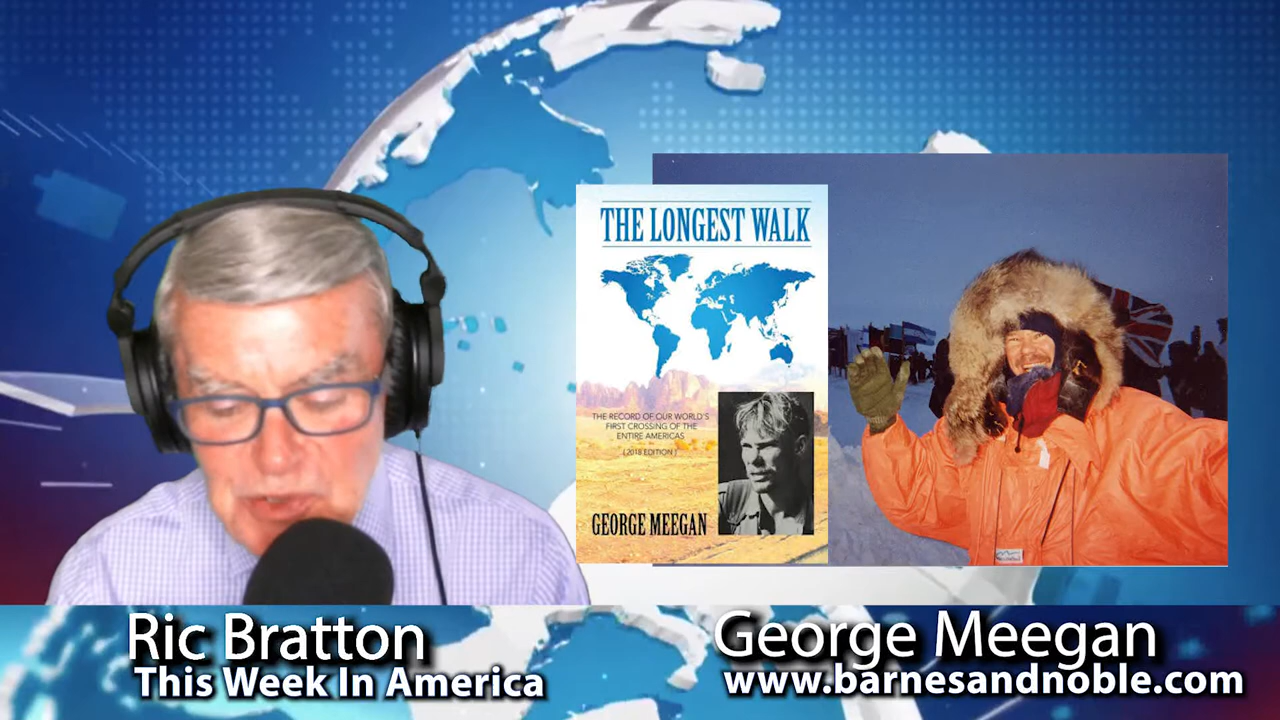 THE LONGEST WALK
THE RECORD OF OUR WORLD'S
FIRST CROSSING OF THE
ENTIRE AMERICAS
[ 2018 EDITION ]
GEORGE MEEGAN
Ric Bratton
This Week In America
George Meegan
www.barnesandnoble.com